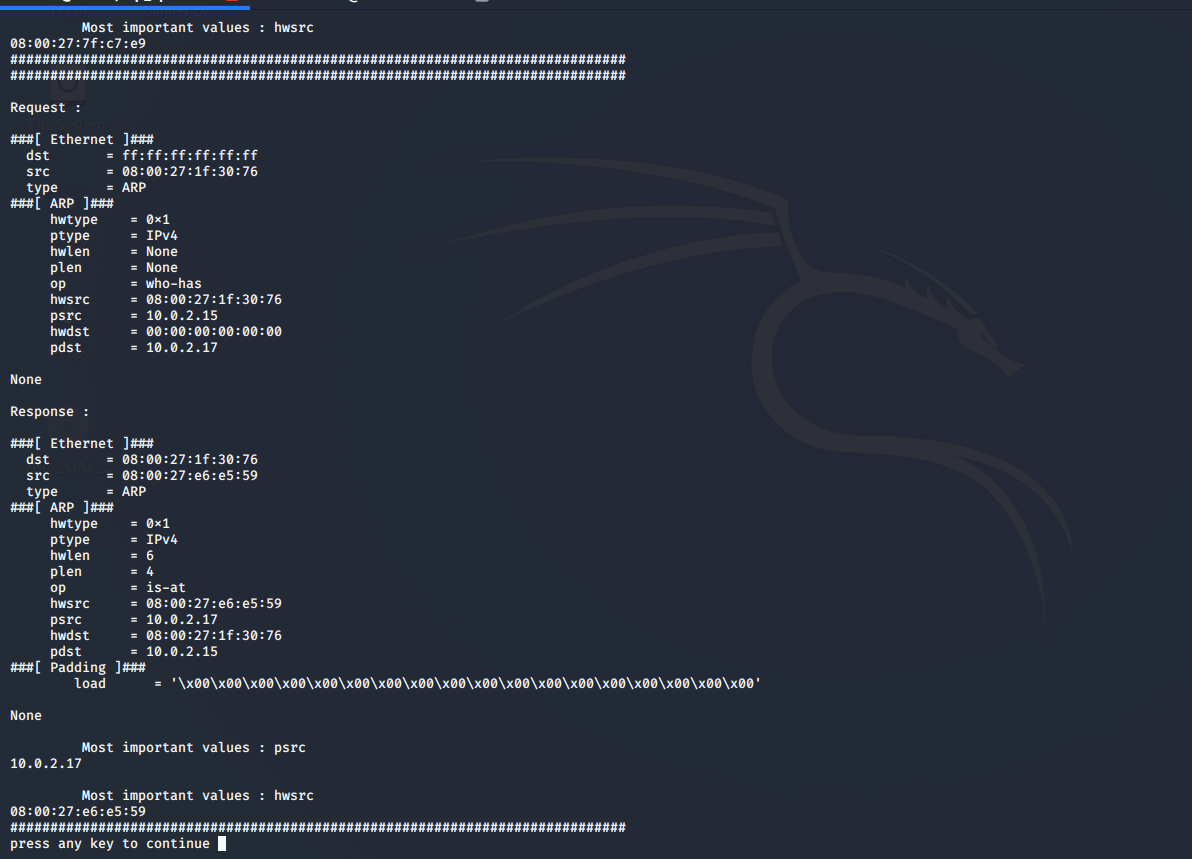 Most important values : hwsrc
08:00:27:7f:c7:e9
#############################################################################
#############################################################################
Request :
###[ Ethernet ]###
dst       = ff:ff:ff:ff:ff:ff
src       = 08:00:27:1f:30:76
type      = ARP
###[ ARP ]###
hwtype    = 0×1
ptype     = IPv4
hwlen     = None
plen      = None
op        = who-has
hwsrc     = 08:00:27:1f:30:76
psrc      = 10.0.2.15
hwdst     = 00:00:00:00:00:00
pdst      = 10.0.2.17
None
Response :
###[ Ethernet ]###
dst       = 08:00:27:1f:30:76
src       = 08:00:27:e6:e5:59
type      = ARP
###[ ARP ]###
hwtype    = 0×1
ptype     = IPv4
hwlen     = 6
plen      = 4
op        = is-at
hwsrc     = 08:00:27:e6:e5:59
psrc      = 10.0.2.17
hwdst     = 08:00:27:1f:30:76
pdst      = 10.0.2.15
###[ Padding ]###
load      = '\x00\x00\x00\x00\x00\x00\x00\x00\x00\x00\x00\x00\x00\x00\x00\x00\x00\x00'
None
Most important values : psrc
10.0.2.17
Most important values : hwsrc
08:00:27:e6:e5:59
#############################################################################
press any key to continue